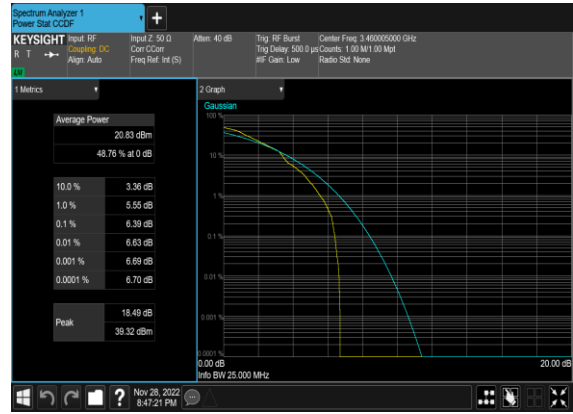 Spectrum Analyzer 1
Power Stat CCDF
KEYSIGHT
R T
LXI
Input: RF
Coupling: DC
Align: Auto
Input Z: 50 Ω
Corr CCorr
Freq Ref: Int (S)
Atten: 40 dB
Trig: RF Burst
Trig Delay: 500.0 µs
#IF Gain: Low
Center Freq: 3.460005000 GHz
Counts: 1.00 M/1.00 Mpt
Radio Std: None
1 Metrics
Average Power
20.83 dBm
48.76 % at 0 dB
10.0 % 3.36 dB
1.0 % 5.55 dB
0.1 % 6.39 dB
0.01 % 6.63 dB
0.001 % 6.69 dB
0.0001 % 6.70 dB
Peak
18.49 dB
39.32 dBm
2 Graph
Gaussian
100 %
10 %
1 %
0.1 %
0.01 %
0.001 %
0.0001 %
0.00 dB
20.00 dB
Info BW 25.000 MHz
?
Nov 28, 2022
8:47:21 PM